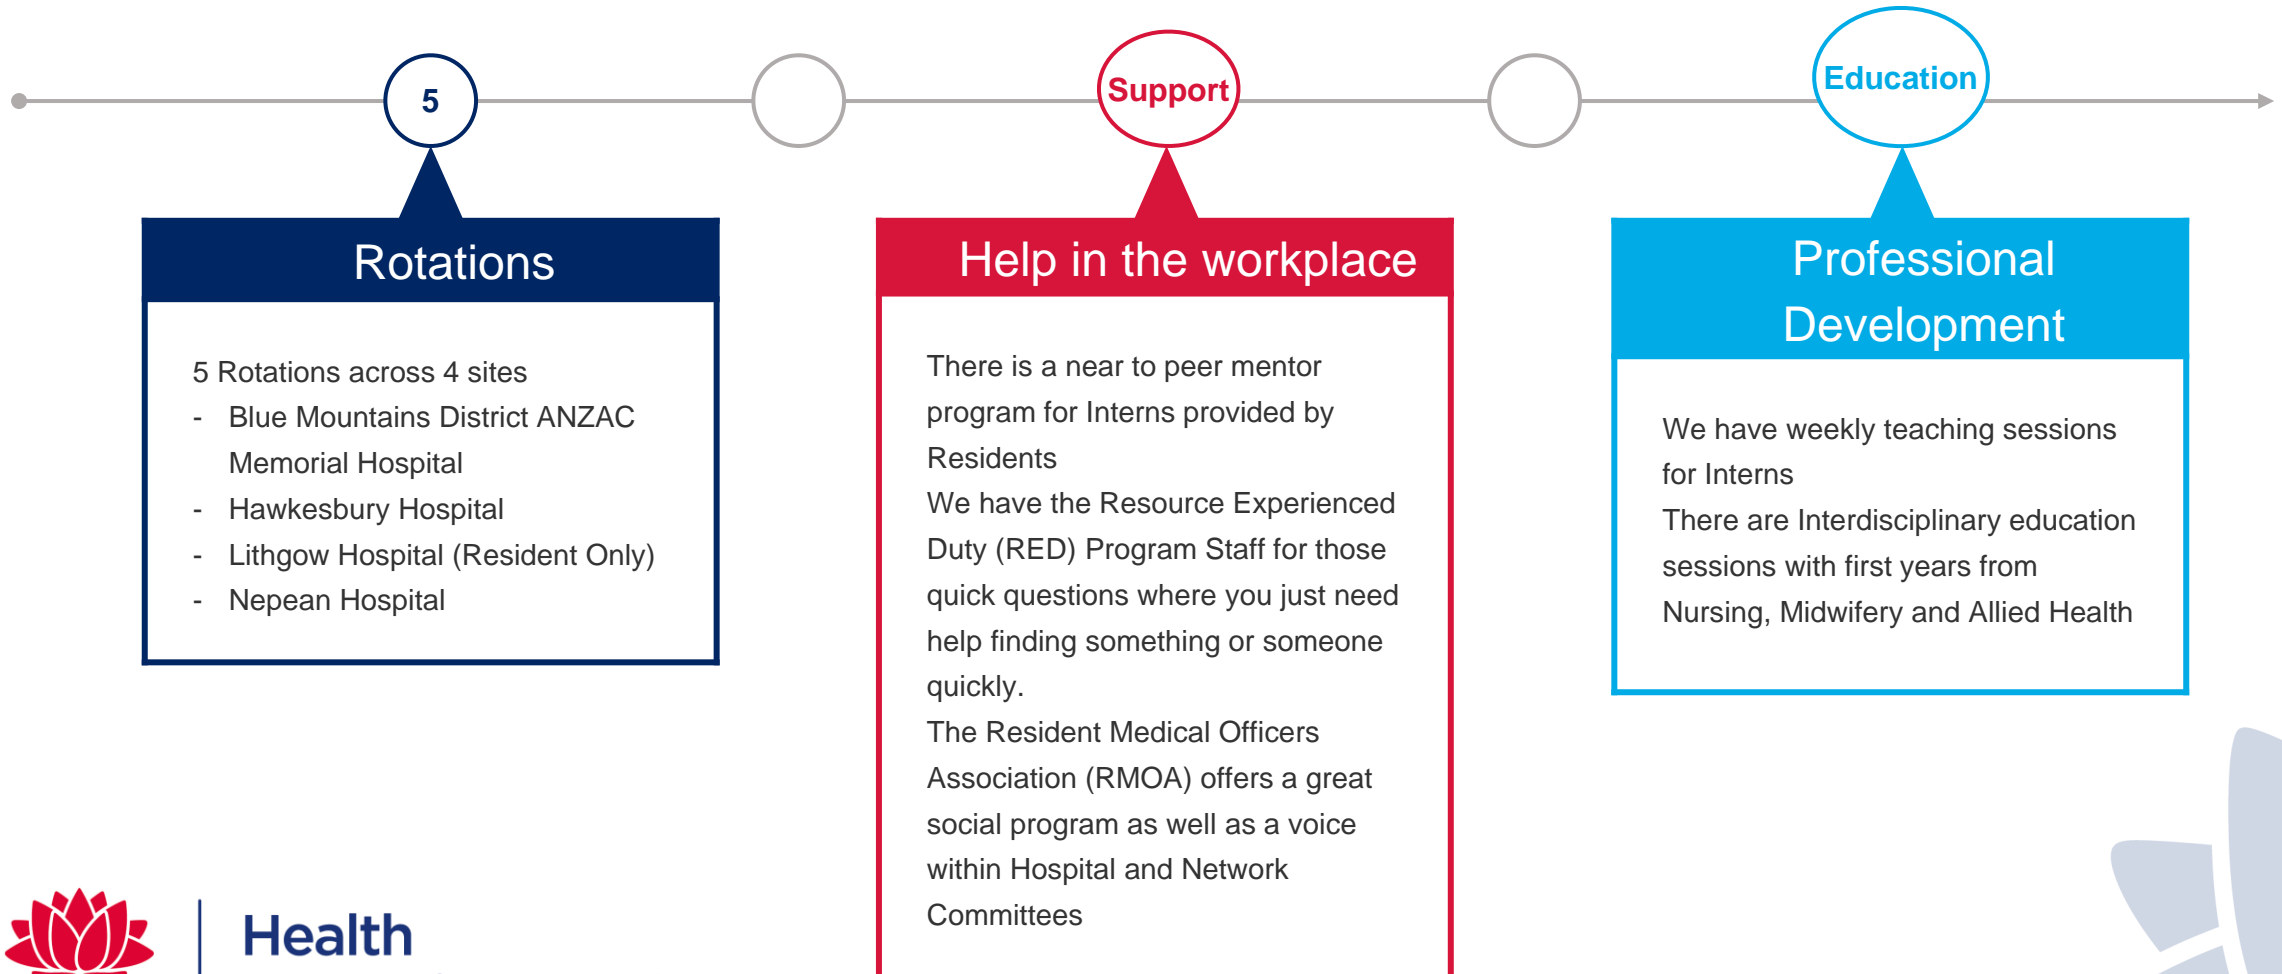 5
Support
Education
Rotations
5 Rotations across 4 sites
- Blue Mountains District ANZAC
Memorial Hospital
- Hawkesbury Hospital
- Lithgow Hospital (Resident Only)
- Nepean Hospital
Help in the workplace
There is a near to peer mentor
program for Interns provided by
Residents
We have the Resource Experienced
Duty (RED) Program Staff for those
quick questions where you just need
help finding something or someone
quickly.
The Resident Medical Officers
Association (RMOA) offers a great
social program as well as a voice
within Hospital and Network
Committees
Professional
Development
We have weekly teaching sessions
for Interns
There are Interdisciplinary education
sessions with first years from
Nursing, Midwifery and Allied Health
Health